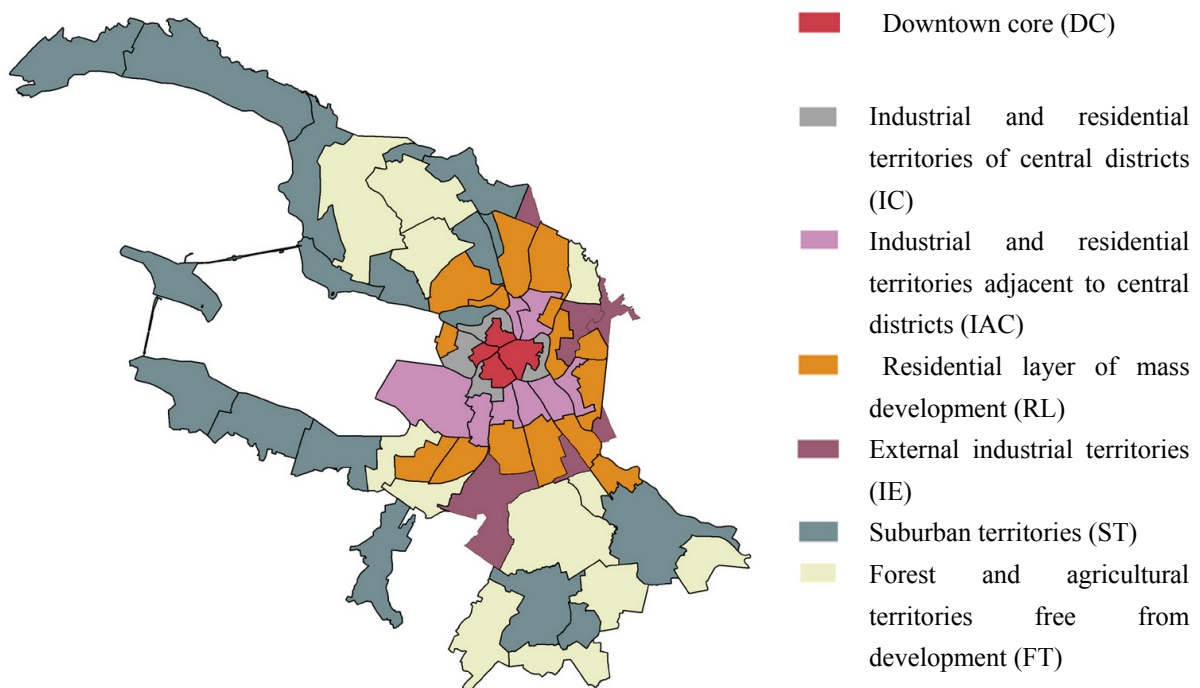 Downtown core (DC)
Industrial and residential
territories of central districts
(IC)
Industrial and residential
territories adjacent to central
districts (IAC)
Residential layer of mass
development (RL)
External industrial territories
(IE)
Suburban territories (ST)
Forest and agricultural
territories free from
development (FT)